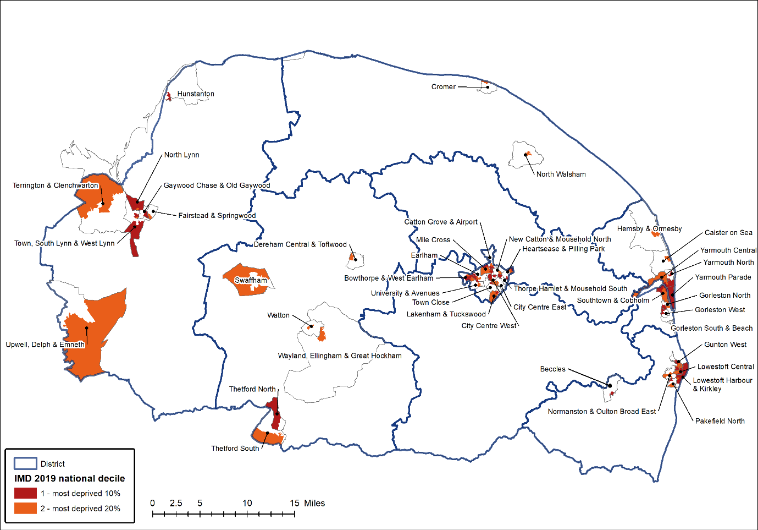 Cromer
Hunstanton
North Lynn
North Walsham
Terrington & Clenchwarton
Gaywood Chase & Old Gaywood
Fairstead & Springwood
Catton Grove & Airport
Hemsby & Ormesby
Caister on Sea
Town, South Lynn & West Lynn
Dereham Central & Toftwood
Mile Cross
New Catton & Mousehold North
Heartsease & Pilling Park
Yarmouth Central
Earlham
Yarmouth North
Swaffham
Bowthorpe & West Earlham
Yarmouth Parade
University & Avenues
Thorpe Hamlet & Mousehold South
Southtown & Cobholm
Gorleston North
Town Close
City Centre East
Gorleston West
Watton
Lakenham & Tuckswood
City Centre West
Gorleston South & Beach
Upwell, Delph & Emneth
Wayland, Ellingham & Great Hockham
Gunton West
Beccles
Lowestoft Central
Thetford North
Lowestoft Harbour
& Kirkley
Normanston & Oulton Broad East
Pakefield North
Thetford South
District
IMD 2019 national decile
1 - most deprived 10%
2 - most deprived 20%
0 2.5 5 10 15 Miles